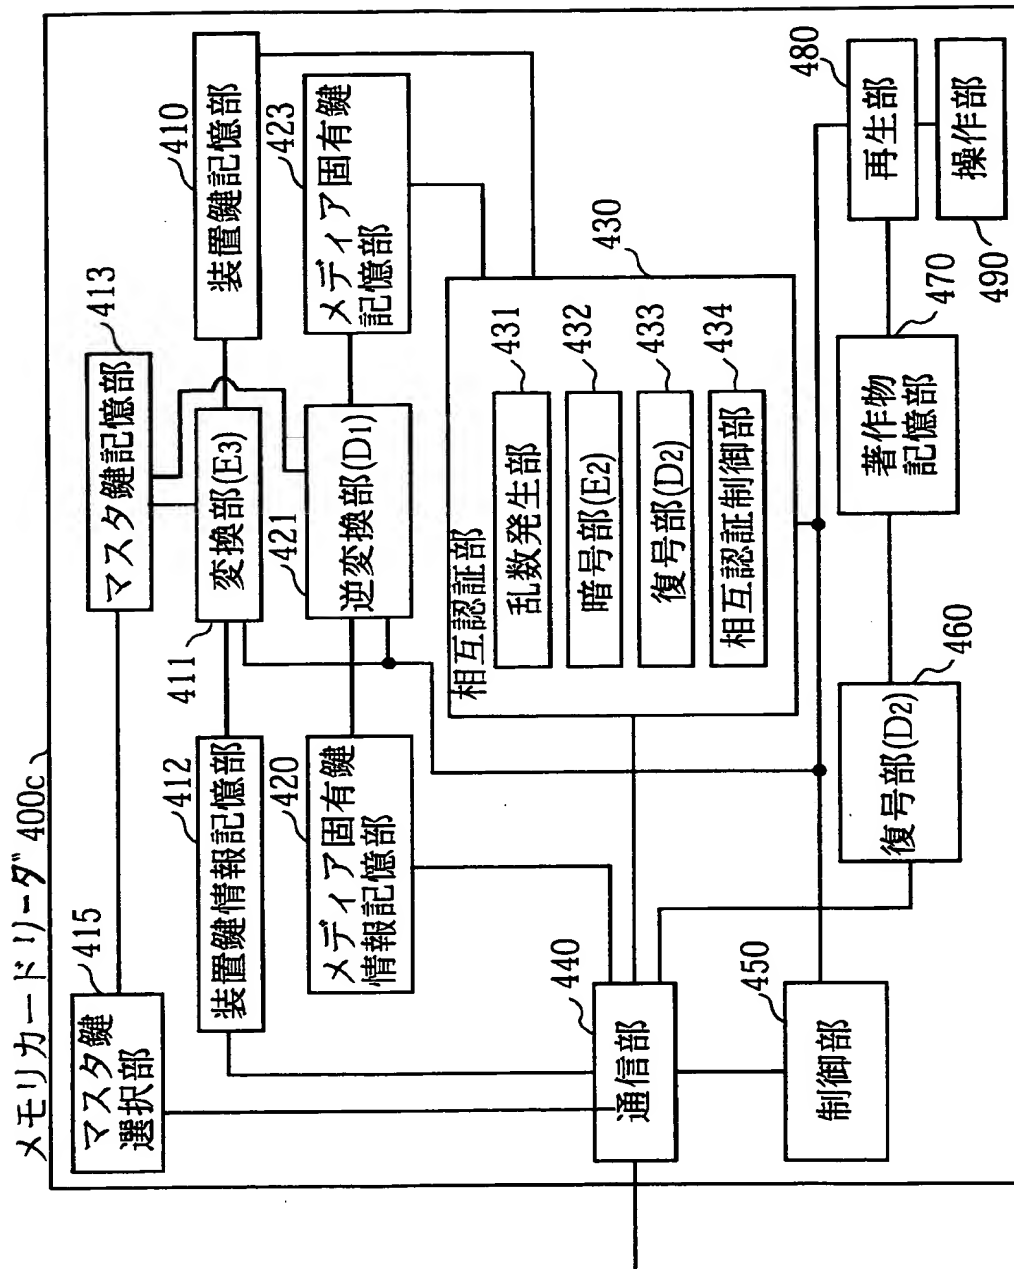 メモリカードリーダ 400c
マスタ鍵
選択部
415
マスタ鍵記憶部
413
装置鍵情報記憶部
412
変換部(E3)
411
装置鍵記憶部
410
メディア固有鍵
情報記憶部
420
逆変換部(D1)
421
メディア固有鍵
記憶部
423
相互認証部
430
乱数発生部
431
暗号部(E2)
432
復号部(D2)
433
相互認証制御部
434
通信部
440
制御部
450
復号部(D2)
460
著作物
記憶部
470
再生部
480
操作部
490